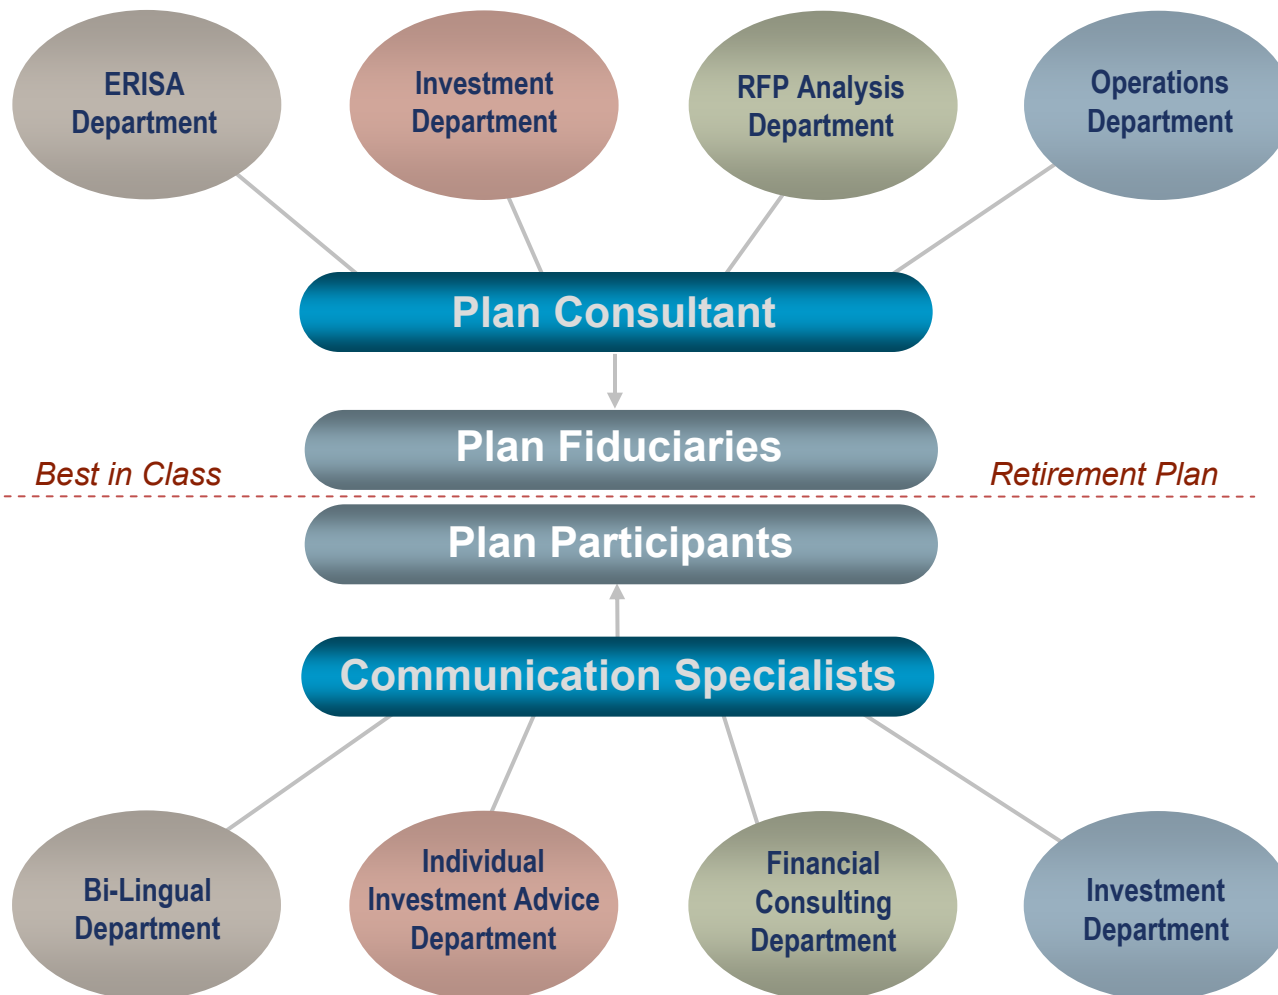 ERISA
Department
Investment
Department
RFP Analysis
Department
Operations
Department
Plan Consultant
Plan Fiduciaries
Best in Class
Retirement Plan
Plan Participants
Communication Specialists
Bi-Lingual
Department
Individual
Investment Advice
Department
Financial
Consulting
Department
Investment
Department